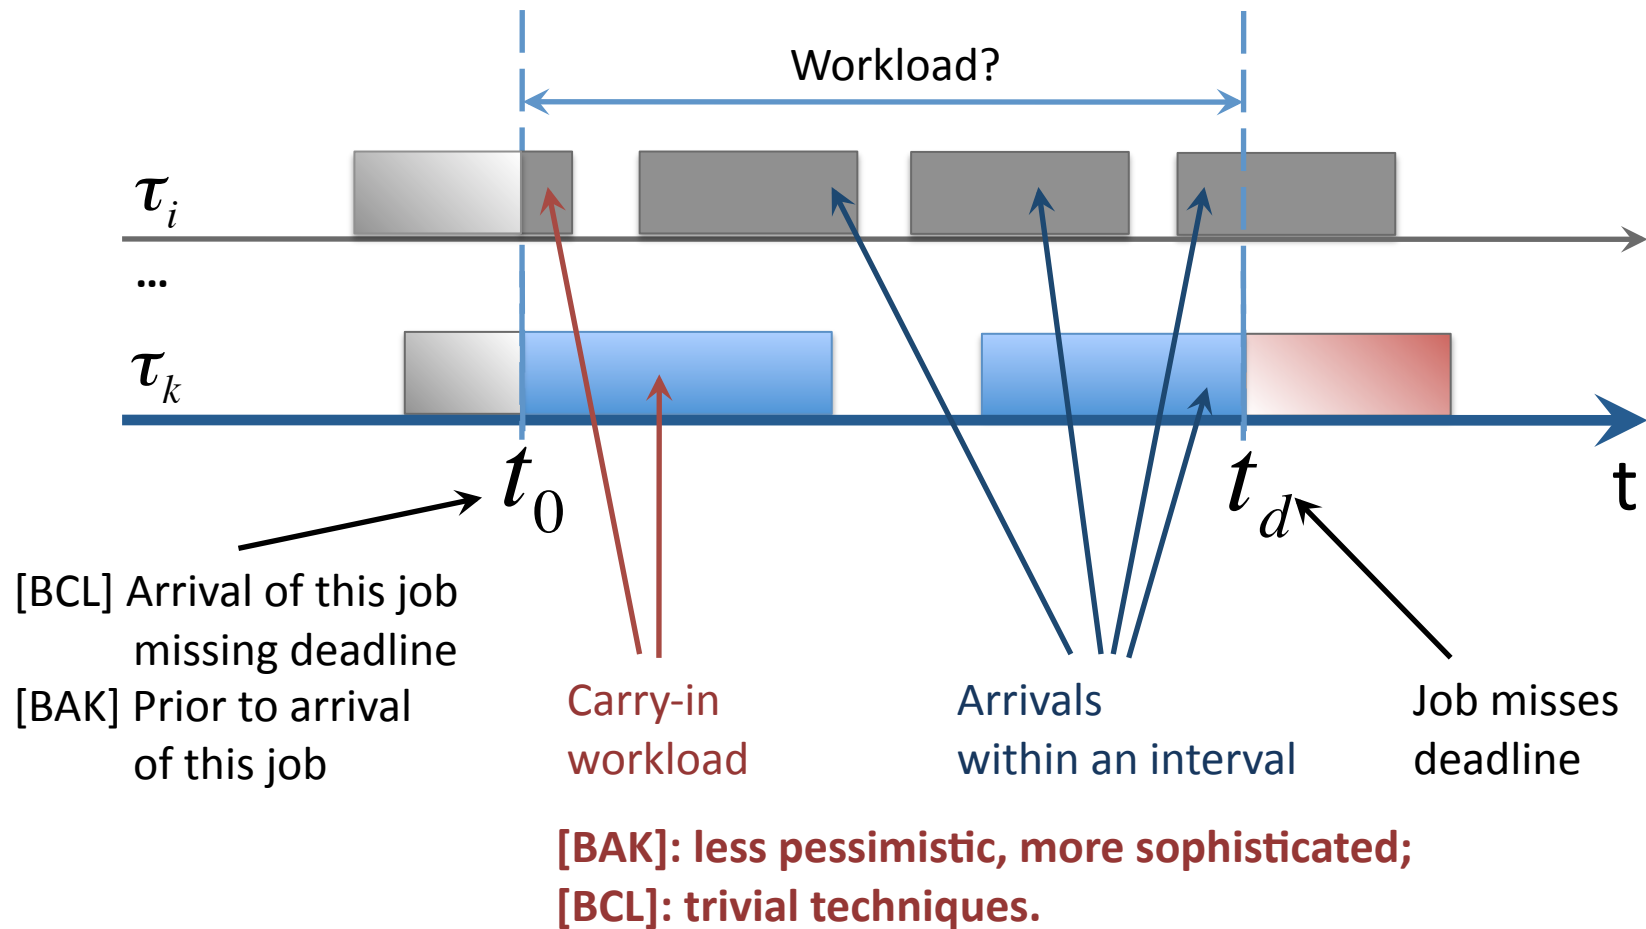 Workload?
τi
...
τk
t0
td
t
[BCL] Arrival of this job
missing deadline
[BAK] Prior to arrival
of this job
Carry-in
workload
Arrivals
within an interval
Job misses
deadline
[BAK]: less pessimistic, more sophisticated;
[BCL]: trivial techniques.